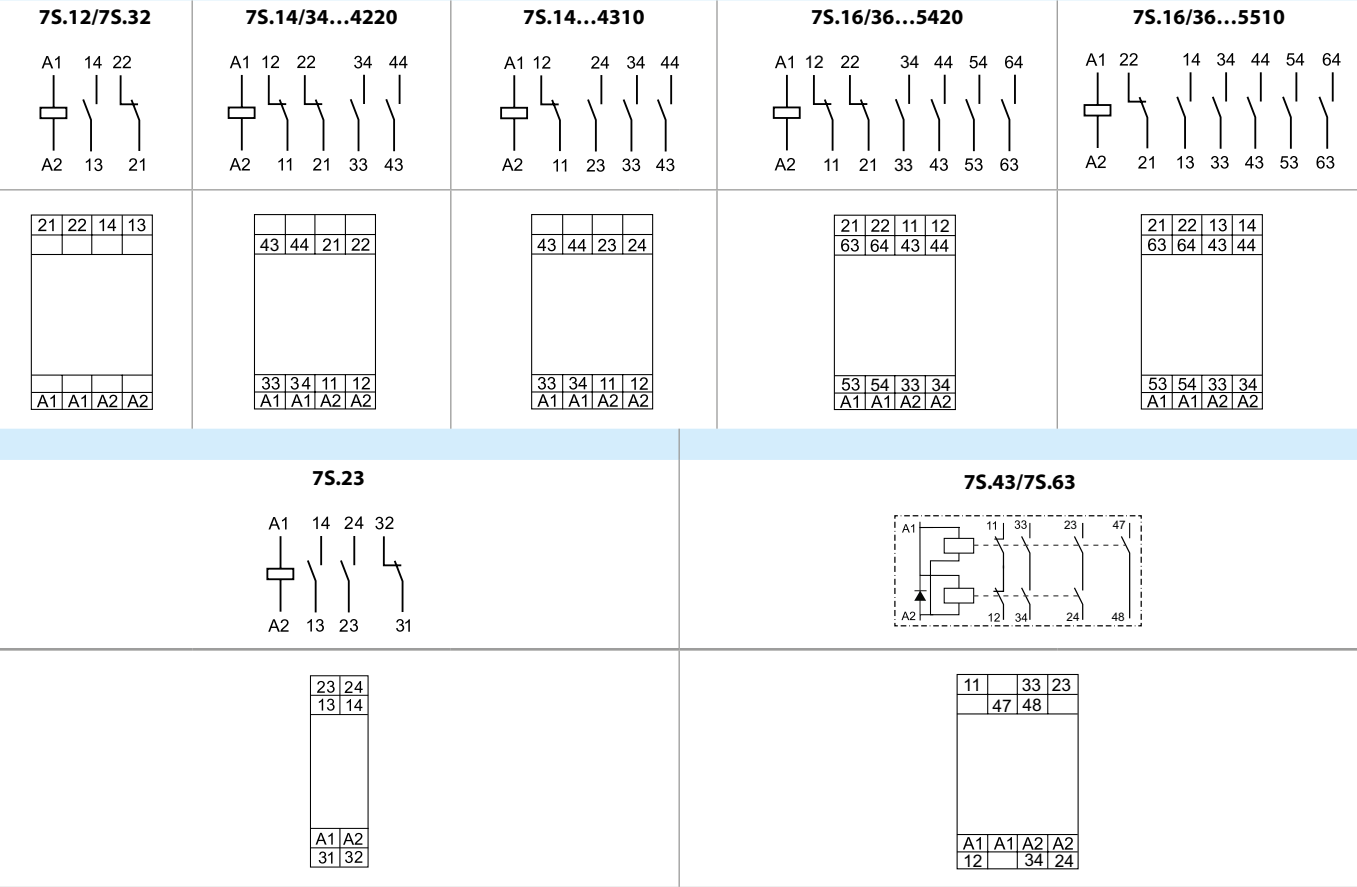 7S.12/7S.32
A1 14 22
A2 13 21
21 22 14 13
A1 A1 A2 A2
7S.14/34…4220
A1 12 22 34 44
A2 11 21 33 43
43 44 21 22
33 34 11 12
A1 A1 A2 A2
7S.14…4310
A1 12 24 34 44
A2 11 23 33 43
43 44 23 24
33 34 11 12
A1 A1 A2 A2
7S.16/36…5420
A1 12 22 34 44 54 64
A2 11 21 33 43 53 63
21 22 11 12
63 64 43 44
53 54 33 34
A1 A1 A2 A2
7S.16/36…5510
A1 22 14 34 44 54 64
A2 21 13 33 43 53 63
21 22 13 14
63 64 43 44
53 54 33 34
A1 A1 A2 A2
7S.23
A1 14 24 32
A2 13 23 31
23 24
13 14
A1 A2
31 32
7S.43/7S.63
A1 11 33 23 47
A2 12 34 24 48
11 33 23
47 48
A1 A1 A2 A2
12 34 24